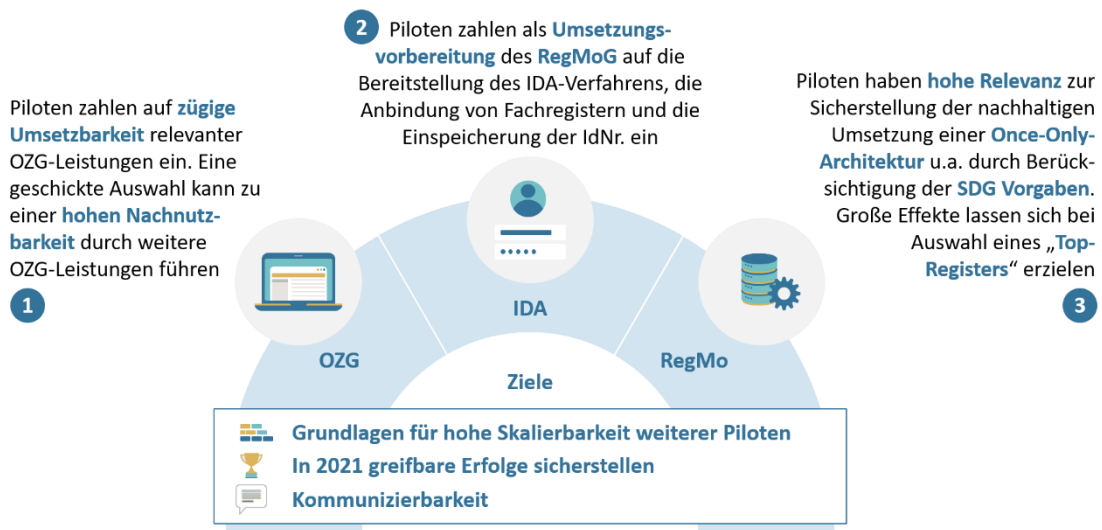 1
Piloten zahlen auf zügige
Umsetzbarkeit relevanter
OZG-Leistungen ein. Eine
geschickte Auswahl kann zu
einer hohen Nachnutz-
barkeit durch weitere
OZG-Leistungen führen
2
Piloten zahlen als Umsetzungs-
vorbereitung des RegMoG auf die
Bereitstellung des IDA-Verfahrens, die
Anbindung von Fachregistern und die
Einspeicherung der IdNr. ein
Piloten haben hohe Relevanz zur
Sicherstellung der nachhaltigen
Umsetzung einer Once-Only-
Architektur u.a. durch Berück-
sichtigung der SDG Vorgaben.
Große Effekte lassen sich bei
Auswahl eines „Top-
Registers“ erzielen
3
OZG
IDA
RegMo
Ziele
Grundlagen für hohe Skalierbarkeit weiterer Piloten
In 2021 greifbare Erfolge sicherstellen
Kommunizierbarkeit